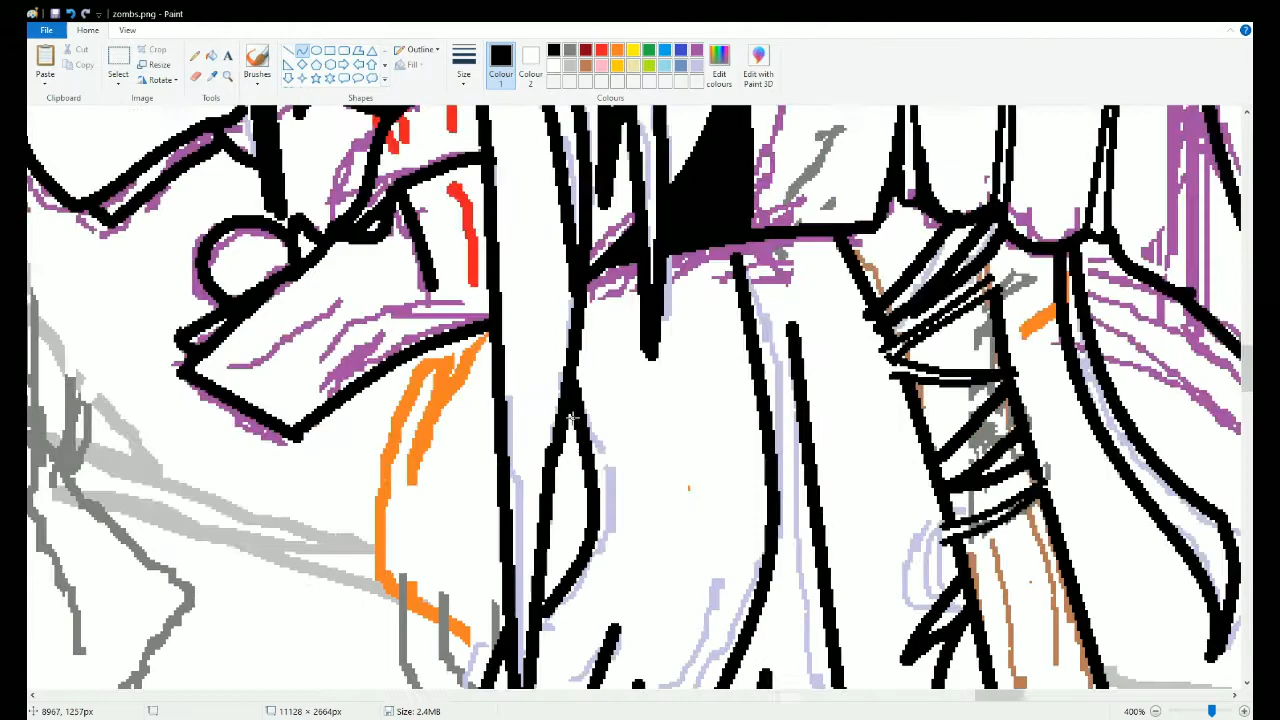 zombs.png - Paint
File Home View
Paste
Cut
Copy
Clipboard
Select
Crop
Resize
Rotate
Image
A
Tools
Brushes
Outline
Fill
Shapes
Size
Colour 1
Colour 2
Edit colours
Colours
Edit with Paint 3D
8967, 1257px
11128 × 2664px
Size: 2.4MB
400%